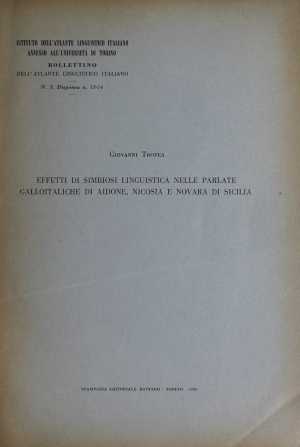 ISTITUTO DELL'ATLANTE LINGUISTICO ITALIANO
ANNESSO ALL'UNIVERSITÀ DI TORINO
BOLLETTINO
DELL'ATLANTE LINGUISTICO ITALIANO
N. S. Dispensa n. 13-14
GIOVANNI TROPEA
EFFETTI DI SIMBIOSI LINGUISTICA NELLE PARLATE
GALLOITALICHE DI AIDONE, NICOSIA E NOVARA DI SICILIA
STAMPERIA EDITORIALE RATTERO - TORINO - 1966